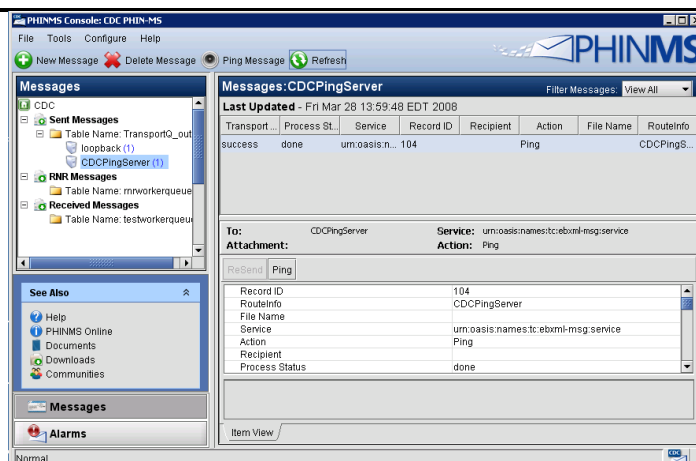 PHINMS Console: CDC PHIN-MS
File Tools Configure Help
New Message Delete Message Ping Message Refresh
PHINMS
Messages
CDC
Sent Messages
Table Name: TransportQ_out
loopback (1)
CDCPingServer (1)
RNR Messages
Table Name: rnrworkerqueue
Received Messages
Table Name: testworkerqueu
See Also
Help
PHINMS Online
Documents
Downloads
Communities
Messages
Alarms
Messages:CDCPingServer Filter Messages: View All
Last Updated - Fri Mar 28 13:59:48 EDT 2008
Transport ... Process St... Service Record ID Recipient Action File Name RouteInfo
success done urn:oasis:n... 104 Ping CDCPingS...
To: CDCPingServer Service: urn:oasis:names:tc:ebxml-msg:service
Attachment: Action: Ping
ReSend Ping
Record ID 104
RouteInfo CDCPingServer
File Name
Service urn:oasis:names:tc:ebxml-msg:service
Action Ping
Recipient
Process Status done
Item View
Normal
CDC